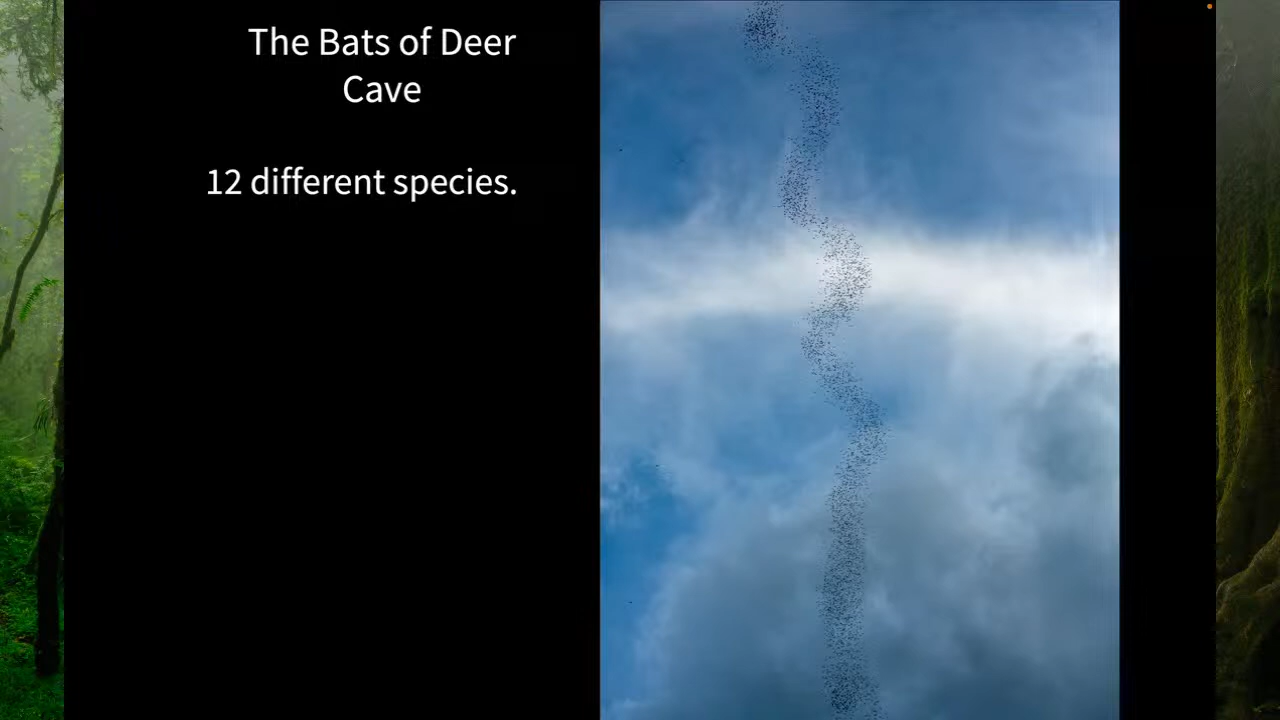 The Bats of Deer
Cave
12 different species.